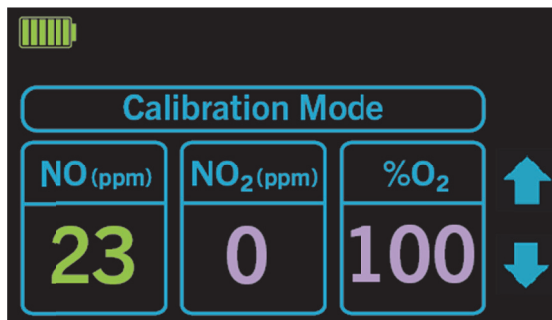 Calibration Mode
NO (ppm) NO₂ (ppm) %O₂
23 0 100